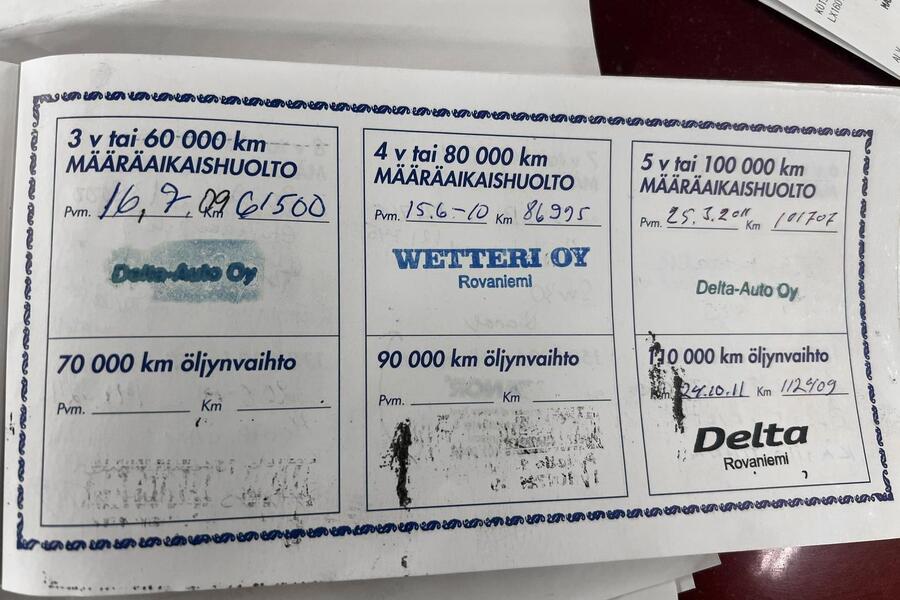 3 v tai 60 000 km
MÄÄRÄAIKAISHUOLTO
Pvm. 16, 7. 09 Km 61500
Delta-Auto Oy
4 v tai 80 000 km
MÄÄRÄAIKAISHUOLTO
Pvm. 15.6-10 Km 86995
WETTERI OY
Rovaniemi
5 v tai 100 000 km
MÄÄRÄAIKAISHUOLTO
Pvm. 25.3.2011 Km 101707
Delta-Auto Oy
70 000 km öljynvaihto
Pvm. Km
90 000 km öljynvaihto
Pvm. Km
110 000 km öljynvaihto
Pvm. 24.10.11 Km 112409
Delta
Rovaniemi